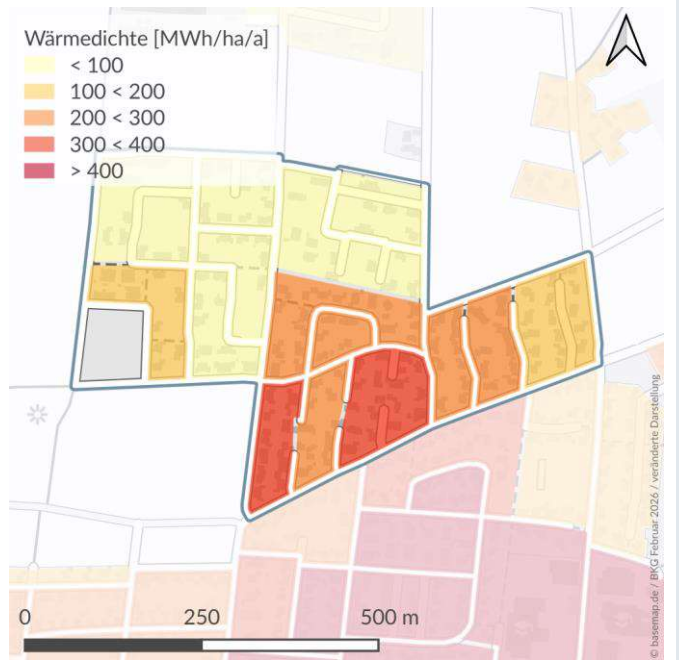 Wärmedichte [MWh/ha/a]
< 100
100 < 200
200 < 300
300 < 400
> 400
0 250 500 m
© basemap.de / BKG Februar 2026 / veränderte Darstellung